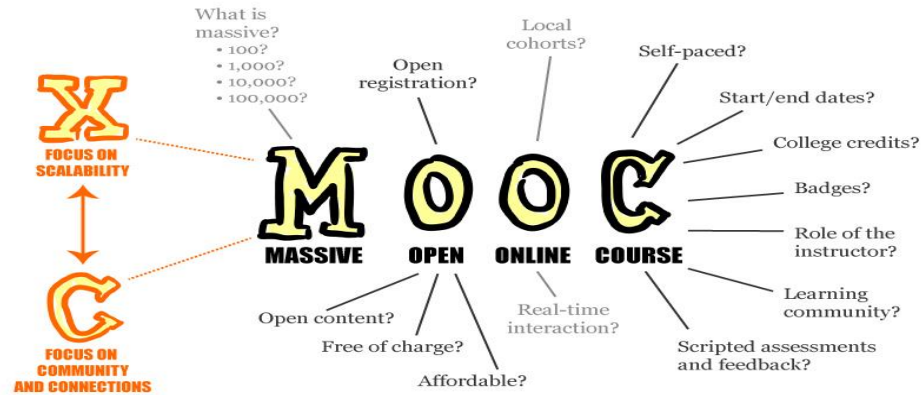 What is
massive?
• 100?
• 1,000?
• 10,000?
• 100,000?
Open
registration?
Local
cohorts?
Self-paced?
Start/end dates?
College credits?
Badges?
Role of the
instructor?
Learning
community?
Scripted assessments
and feedback?
X
FOCUS ON
SCALABILITY
C
FOCUS ON
COMMUNITY
AND CONNECTIONS
MOOC
MASSIVE OPEN ONLINE COURSE
Open content?
Free of charge?
Affordable?
Real-time
interaction?